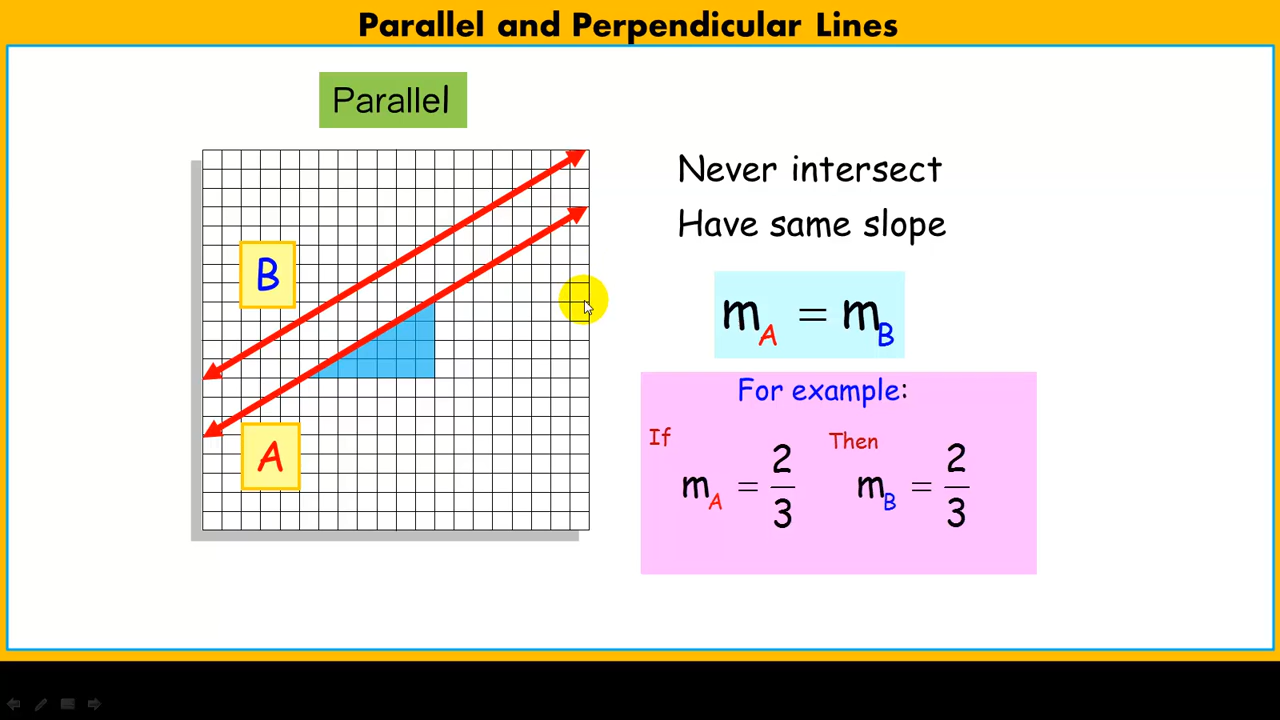 Parallel and Perpendicular Lines
Parallel
Never intersect
Have same slope
B
A
m_A = m_B
For example:
If
Then
m_A = 2/3
m_B = 2/3